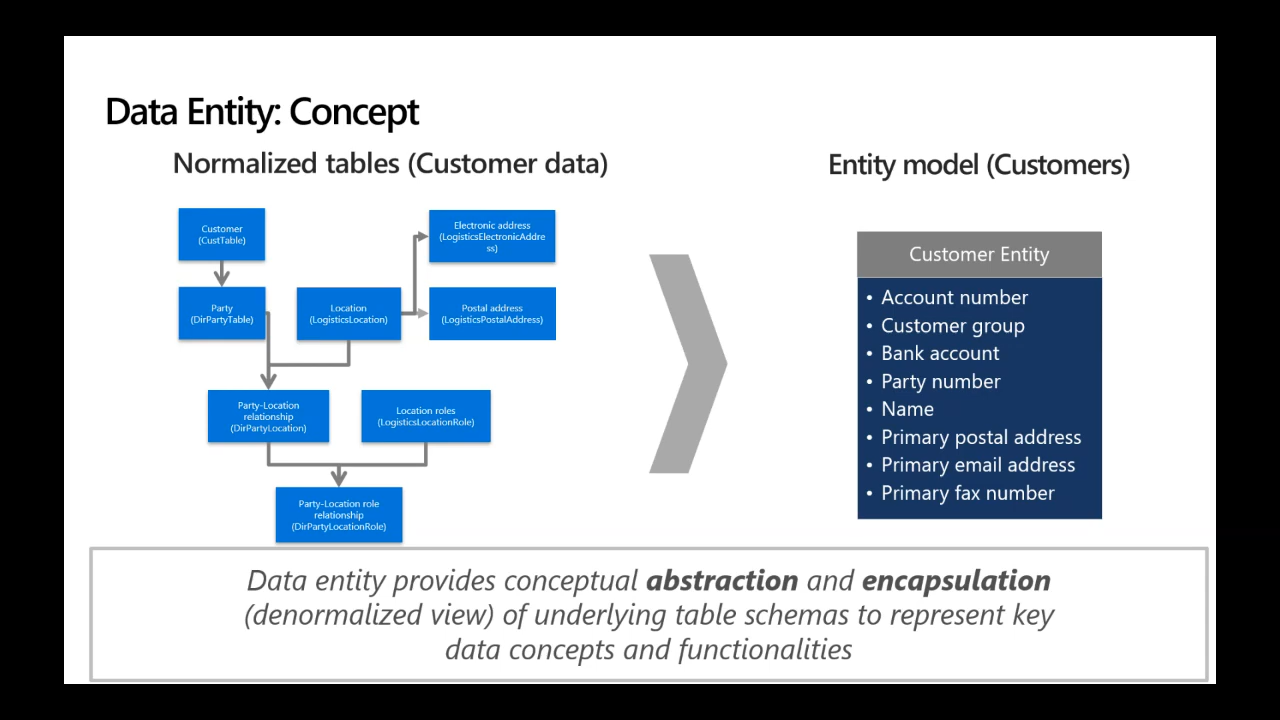 Data Entity: Concept
Normalized tables (Customer data)
Customer
(CustTable)
Electronic address
(LogisticsElectronicAddre
ss)
Party
(DirPartyTable)
Location
(LogisticsLocation)
Postal address
(LogisticsPostalAddress)
Party-Location
relationship
(DirPartyLocation)
Location roles
(LogisticsLocationRole)
Party-Location role
relationship
(DirPartyLocationRole)
Entity model (Customers)
Customer Entity
• Account number
• Customer group
• Bank account
• Party number
• Name
• Primary postal address
• Primary email address
• Primary fax number
Data entity provides conceptual abstraction and encapsulation
(denormalized view) of underlying table schemas to represent key
data concepts and functionalities